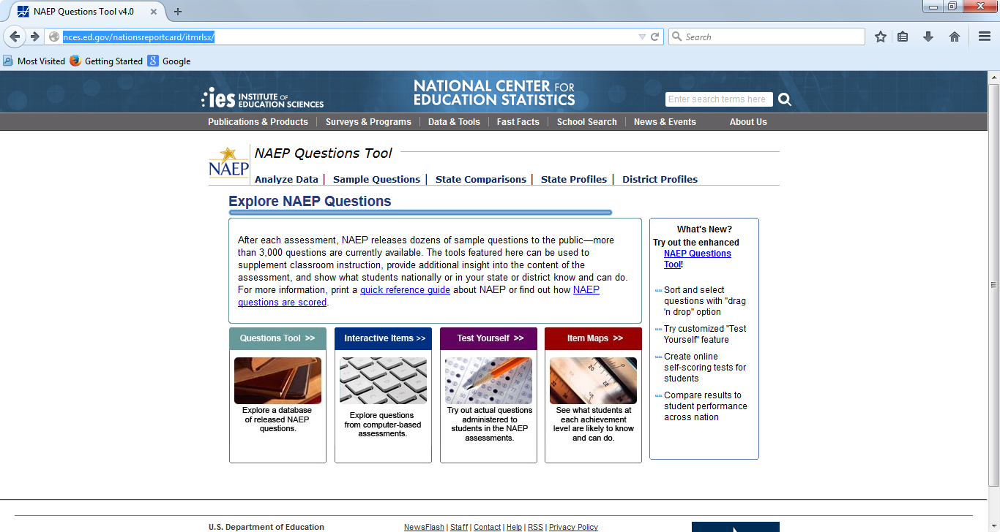 NAEP Questions Tool v4.0
nces.ed.gov/nationsreportcard/itmrlsx/
Search
Most Visited Getting Started Google
ies INSTITUTE OF EDUCATION SCIENCES
NATIONAL CENTER FOR
EDUCATION STATISTICS
Enter search terms here
Publications & Products | Surveys & Programs | Data & Tools | Fast Facts | School Search | News & Events About Us
NAEP
NAEP Questions Tool
Analyze Data | Sample Questions | State Comparisons | State Profiles | District Profiles
Explore NAEP Questions
After each assessment, NAEP releases dozens of sample questions to the public—more
than 3,000 questions are currently available. The tools featured here can be used to
supplement classroom instruction, provide additional insight into the content of the
assessment, and show what students nationally or in your state or district know and can do.
For more information, print a quick reference guide about NAEP or find out how NAEP
questions are scored.
What's New?
Try out the enhanced
NAEP Questions
Tool!
Sort and select
questions with "drag
'n drop" option
Try customized "Test
Yourself" feature
Create online
self-scoring tests for
students
Compare results to
student performance
across nation
Questions Tool >>
Explore a database
of released NAEP
questions.
Interactive Items >>
Explore questions
from computer-based
assessments.
Test Yourself >>
Try out actual questions
administered to
students in the NAEP
assessments.
Item Maps >>
See what students at
each achievement
level are likely to know
and can do.
U.S. Department of Education
NewsFlash | Staff | Contact | Help | RSS | Privacy Policy